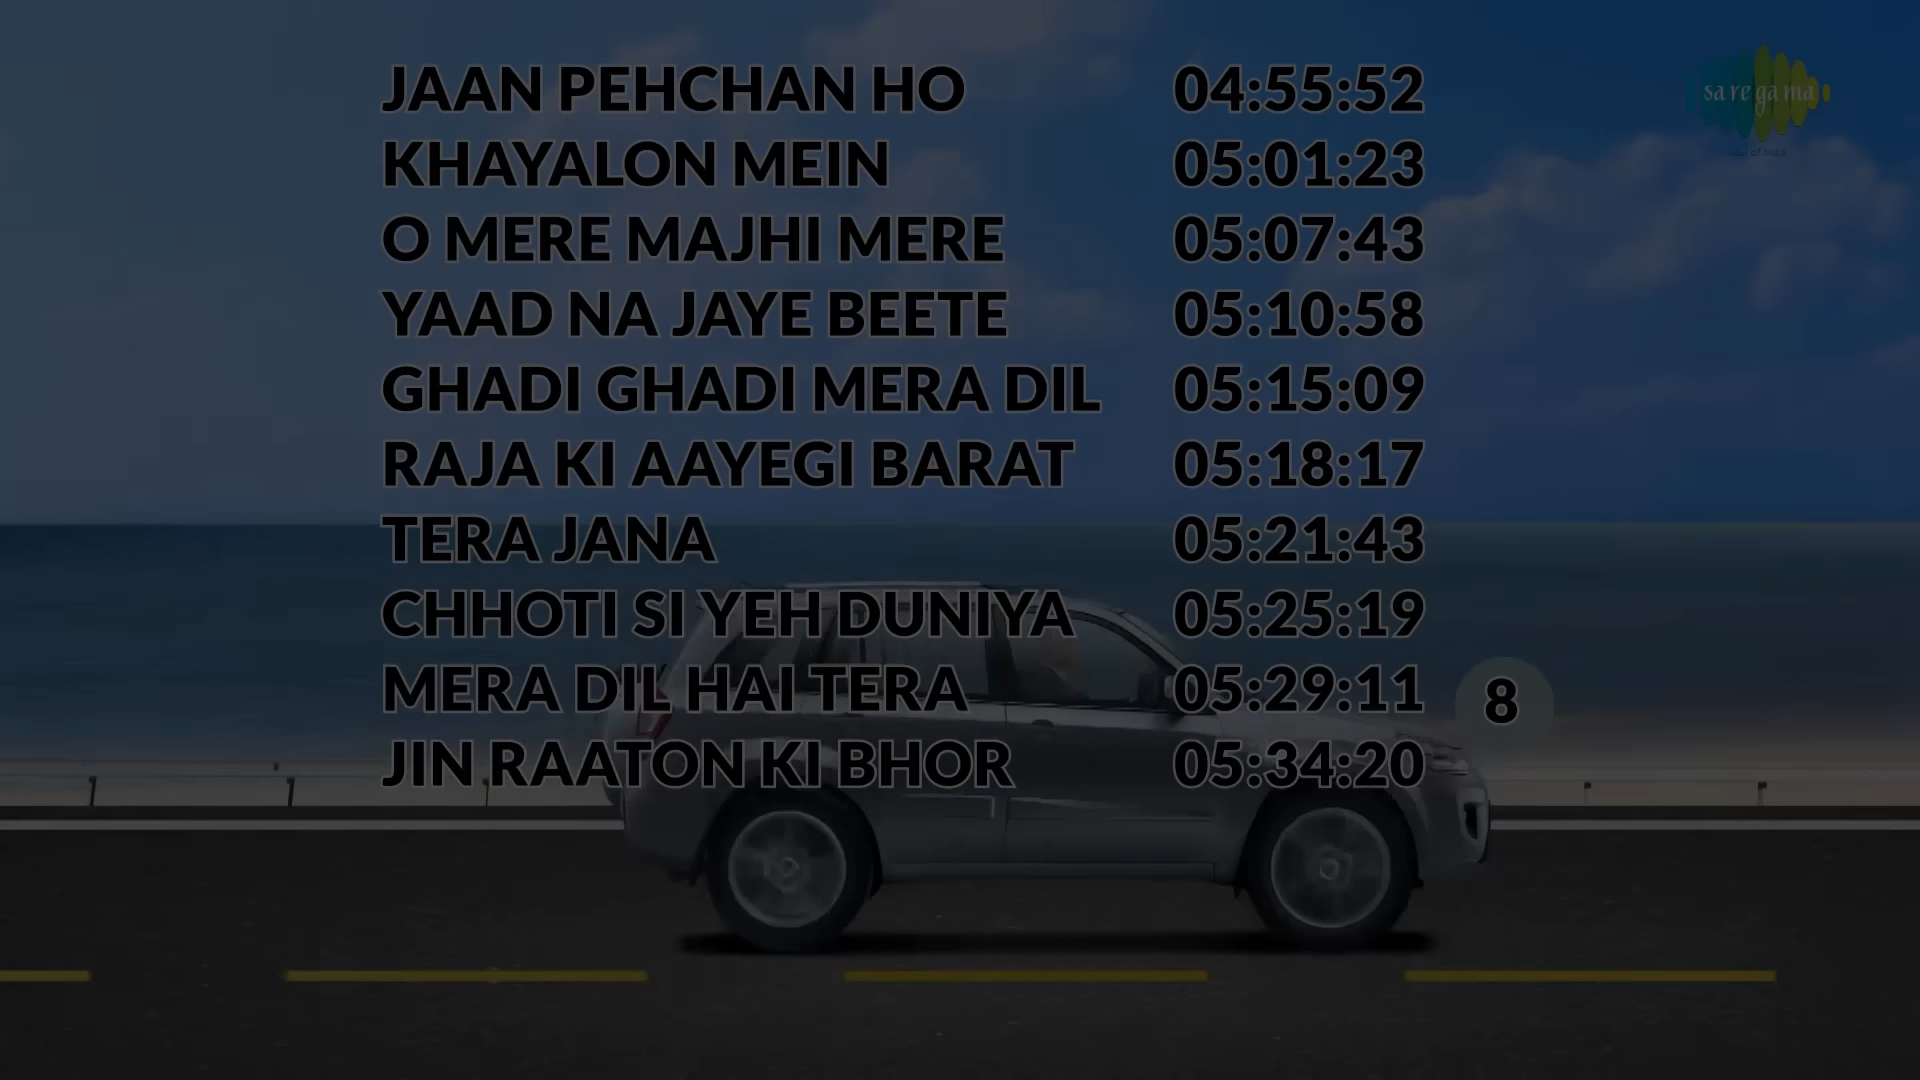 JAAN PEHCHAN HO 04:55:52
KHAYALON MEIN 05:01:23
O MERE MAJHI MERE 05:07:43
YAAD NA JAYE BEETE 05:10:58
GHADI GHADI MERA DIL 05:15:09
RAJA KI AAYEGI BARAT 05:18:17
TERA JANA 05:21:43
CHHOTI SI YEH DUNIYA 05:25:19
MERA DIL HAI TERA 05:29:11
JIN RAATON KI BHOR 05:34:20
8
sa re ga ma